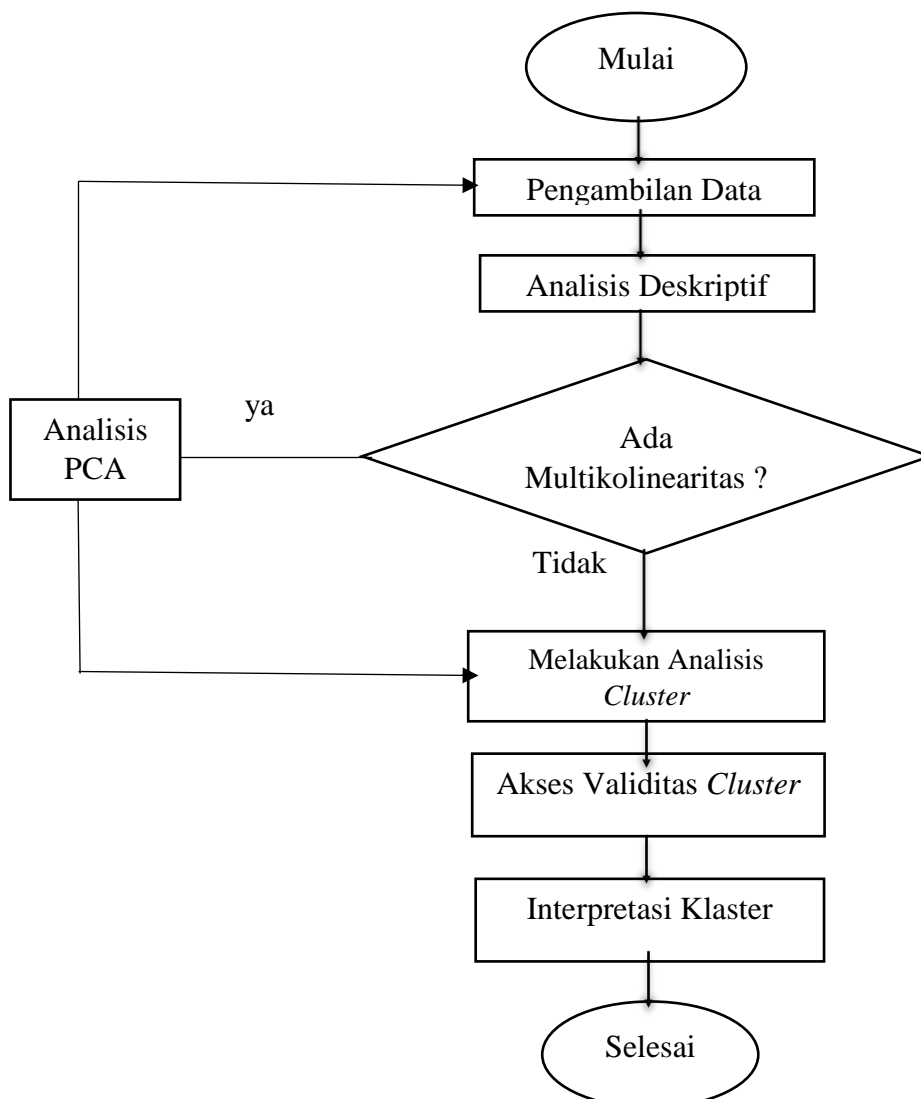 Mulai
Pengambilan Data
Analisis Deskriptif
ya
Analisis
PCA
Ada
Multikolinearitas ?
Tidak
Melakukan Analisis
Cluster
Akses Validitas Cluster
Interpretasi Klaster
Selesai